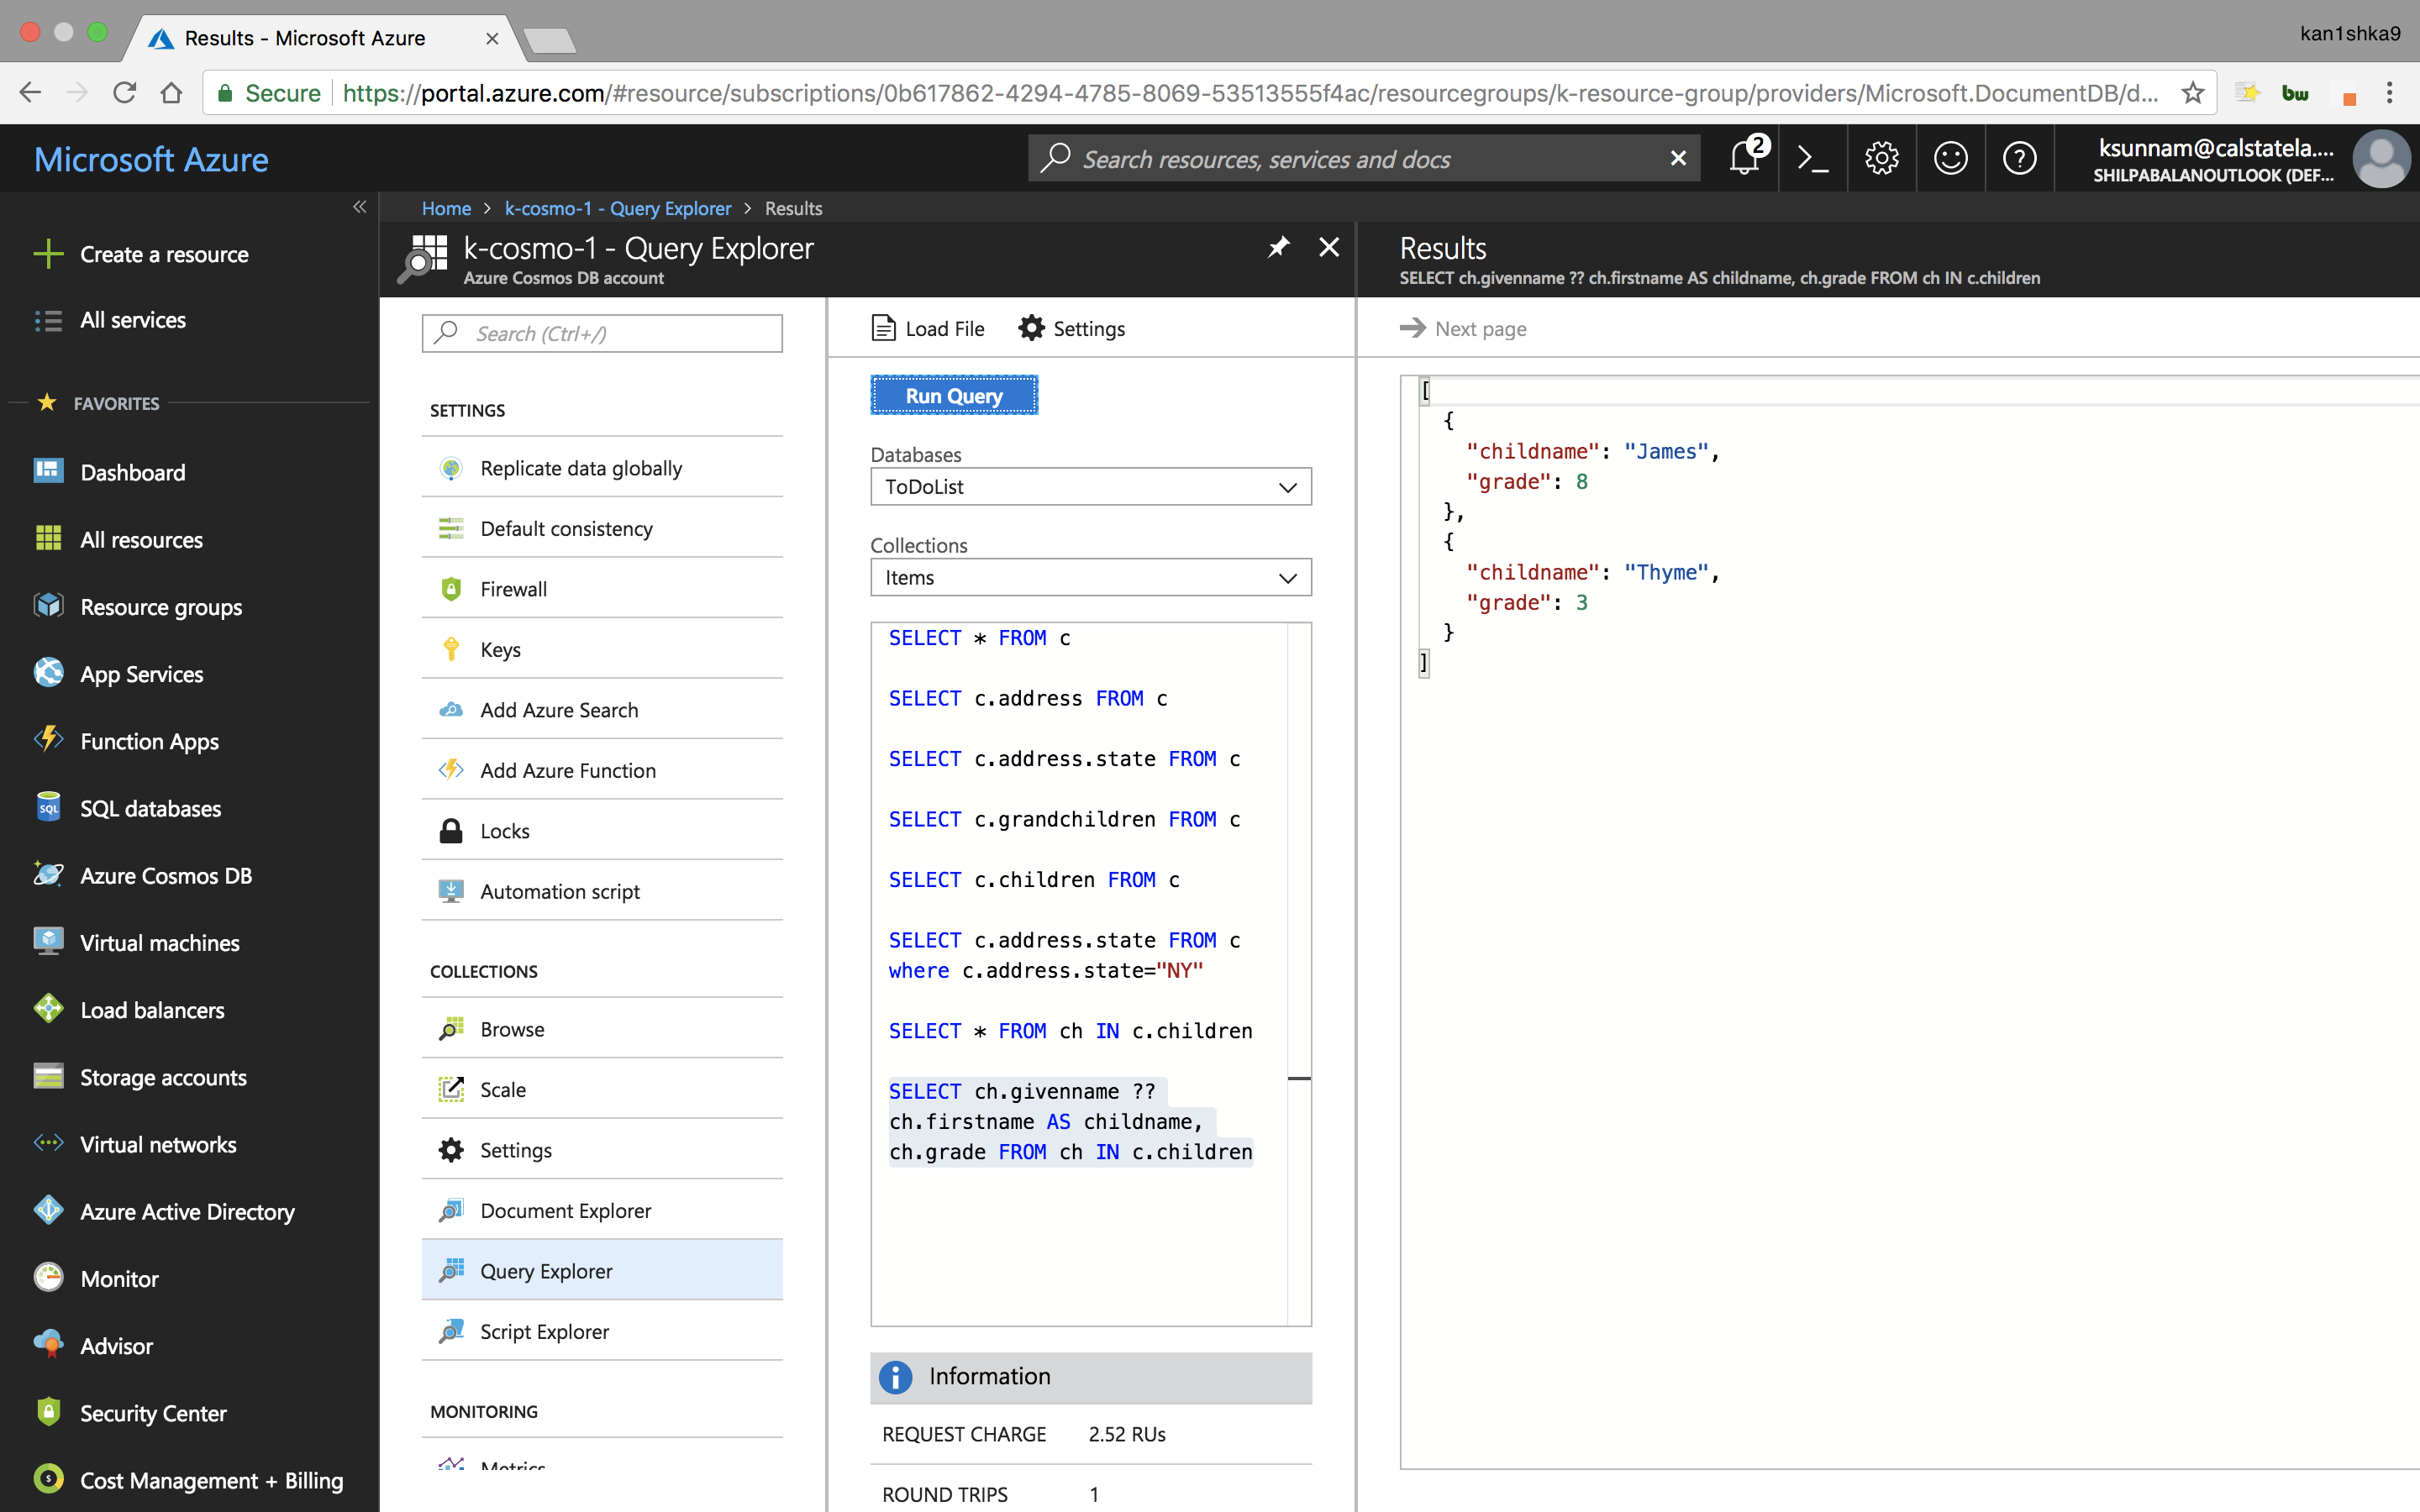 Results - Microsoft Azure
kan1shka9
Secure
https://portal.azure.com/#resource/subscriptions/0b617862-4294-4785-8069-53513555f4ac/resourcegroups/k-resource-group/providers/Microsoft.DocumentDB/d...
bw
Microsoft Azure
Search resources, services and docs
2
ksunnam@calstatela....
SHILPABALANOUTLOOK (DEF...
Create a resource
All services
FAVORITES
Dashboard
All resources
Resource groups
App Services
Function Apps
SQL
SQL databases
Azure Cosmos DB
Virtual machines
Load balancers
Storage accounts
Virtual networks
Azure Active Directory
Monitor
Advisor
Security Center
Cost Management + Billing
Home > k-cosmo-1 - Query Explorer > Results
k-cosmo-1 - Query Explorer
Azure Cosmos DB account
Search (Ctrl+/)
SETTINGS
Replicate data globally
Default consistency
Firewall
Keys
Add Azure Search
Add Azure Function
Locks
Automation script
COLLECTIONS
Browse
Scale
Settings
Document Explorer
Query Explorer
Script Explorer
MONITORING
Metrics
Load File
Settings
Run Query
Databases
ToDoList
Collections
Items
SELECT * FROM c
SELECT c.address FROM c
SELECT c.address.state FROM c
SELECT c.grandchildren FROM c
SELECT c.children FROM c
SELECT c.address.state FROM c
where c.address.state="NY"
SELECT * FROM ch IN c.children
SELECT ch.givenname ??
ch.firstname AS childname,
ch.grade FROM ch IN c.children
Information
REQUEST CHARGE 2.52 RUs
ROUND TRIPS 1
Results
SELECT ch.givenname ?? ch.firstname AS childname, ch.grade FROM ch IN c.children
Next page
[
{
"childname": "James",
"grade": 8
},
{
"childname": "Thyme",
"grade": 3
}
]